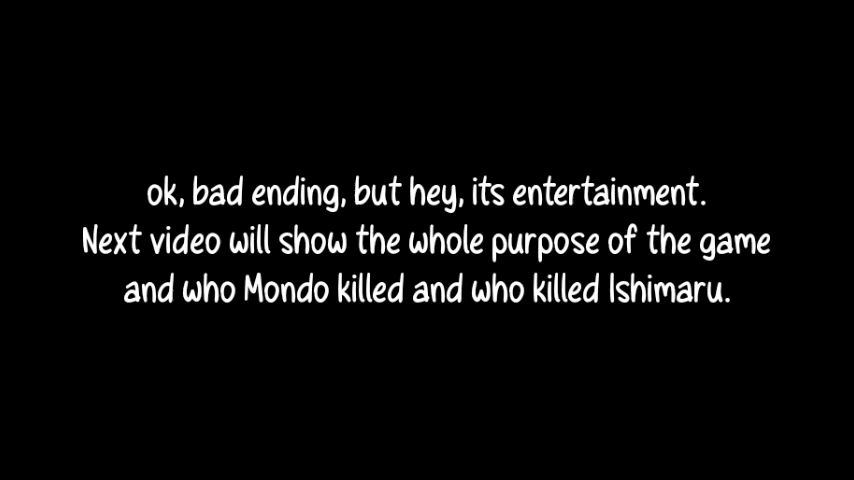 ok, bad ending, but hey, its entertainment.
Next video will show the whole purpose of the game
and who Mondo killed and who killed Ishimaru.